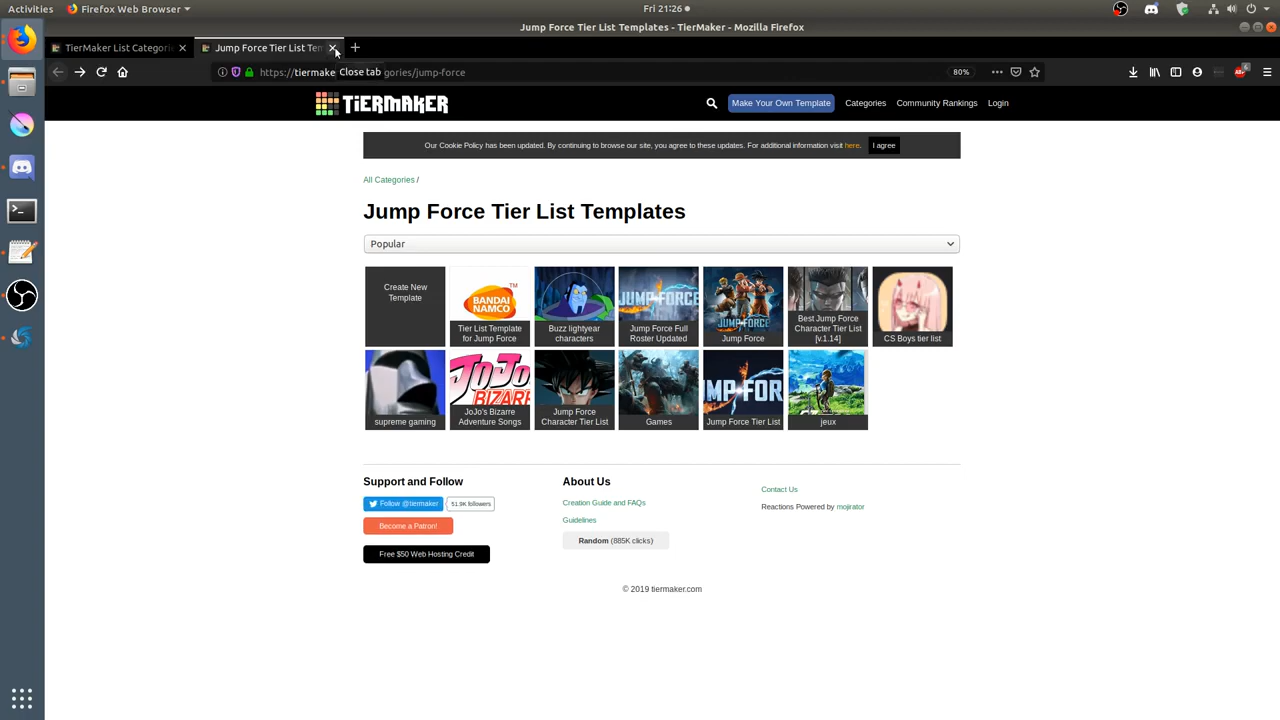 Activities Firefox Web Browser Fri 21:26
Jump Force Tier List Templates - TierMaker - Mozilla Firefox
TierMaker List Categori
Jump Force Tier List Tem
https://tiermake
Close tab
gories/jump-force
80%
6
TiERMAKER
Make Your Own Template
Categories
Community Rankings
Login
Our Cookie Policy has been updated. By continuing to browse our site, you agree to these updates. For additional information visit here.
I agree
All Categories /
Jump Force Tier List Templates
Popular
Create New
Template
BANDAI
NAMCO
TM
Tier List Template
for Jump Force
Buzz lightyear
characters
JUMP FORCE
Jump Force Full
Roster Updated
JUMP FORCE
Jump Force
Best Jump Force
Character Tier List
[v.1.14]
CS Boys tier list
supreme gaming
JOJO'S
BIZARRE
JoJo's Bizarre
Adventure Songs
Jump Force
Character Tier List
Games
UMP FOR
Jump Force Tier List
jeux
Support and Follow
Follow @tiermaker
51.9K followers
Become a Patron!
Free $50 Web Hosting Credit
About Us
Creation Guide and FAQs
Guidelines
Random (885K clicks)
Contact Us
Reactions Powered by mojirator
© 2019 tiermaker.com